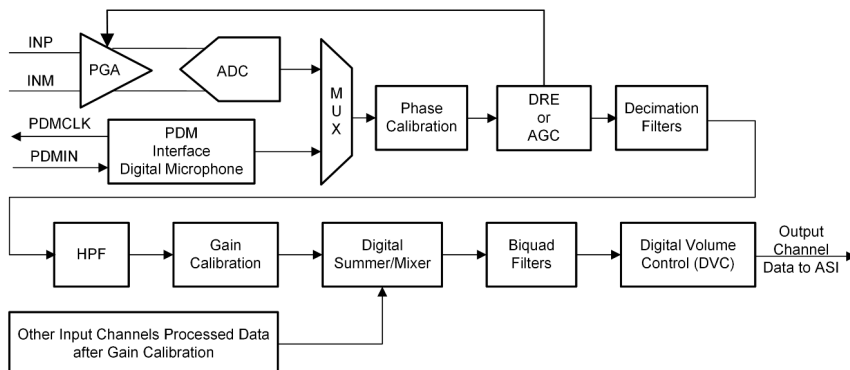 INP
INM
PGA
ADC
PDMCLK
PDMIN
PDM
Interface
Digital Microphone
M
U
X
Phase
Calibration
DRE
or
AGC
Decimation
Filters
HPF
Gain
Calibration
Digital
Summer/Mixer
Biquad
Filters
Digital Volume
Control (DVC)
Output
Channel
Data to ASI
Other Input Channels Processed Data
after Gain Calibration